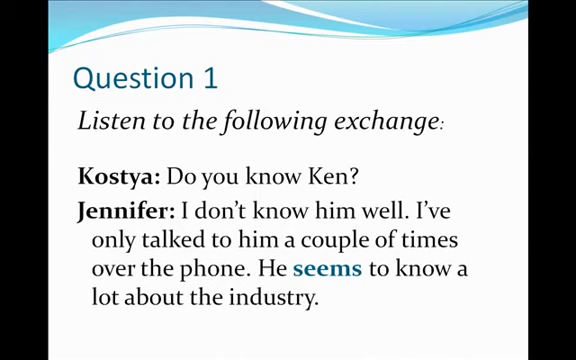 Question 1
Listen to the following exchange:
Kostya: Do you know Ken?
Jennifer: I don't know him well. I've
only talked to him a couple of times
over the phone. He seems to know a
lot about the industry.